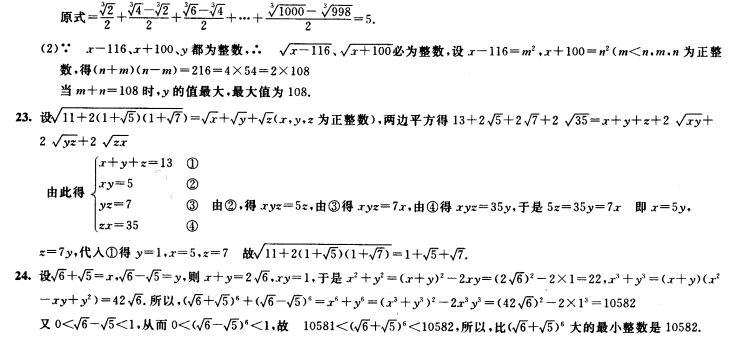 原式=∛2/2+(∛4-∛2)/2+(∛6-∛4)/2+…+(∛1000-∛998)/2=5.
(2)∵ x-116、x+100、y 都为整数,∴ √(x-116)、√(x+100)必为整数,设 x-116=m²,x+100=n²(m<n,m、n 为正整
数,得(n+m)(n-m)=216=4×54=2×108
当 m+n=108 时,y 的值最大,最大值为 108.
23. 设√(11+2(1+√5)(1+√7))=√x+√y+√z(x,y,z 为正整数),两边平方得 13+2√5+2√7+2√35=x+y+z+2√xy+
2√yz+2√zx
由此得 { x+y+z=13 ①
xy=5 ②
yz=7 ③ 由②,得 xyz=5z,由③得 xyz=7x,由④得 xyz=35y,于是 5z=35y=7x 即 x=5y,
zx=35 ④
z=7y,代入①得 y=1,x=5,z=7 故√(11+2(1+√5)(1+√7))=1+√5+√7.
24. 设√6+√5=x,√6-√5=y,则 x+y=2√6,xy=1,于是 x²+y²=(x+y)²-2xy=(2√6)²-2×1=22,x³+y³=(x+y)(x²
-xy+y²)=42√6. 所以,(√6+√5)⁶+(√6-√5)⁶=x⁶+y⁶=(x³+y³)²-2x³y³=(42√6)²-2×1³=10582
又 0<√6-√5<1,从而 0<(√6-√5)⁶<1,故 10581<(√6+√5)⁶<10582,所以,比(√6+√5)⁶ 大的最小整数是 10582.